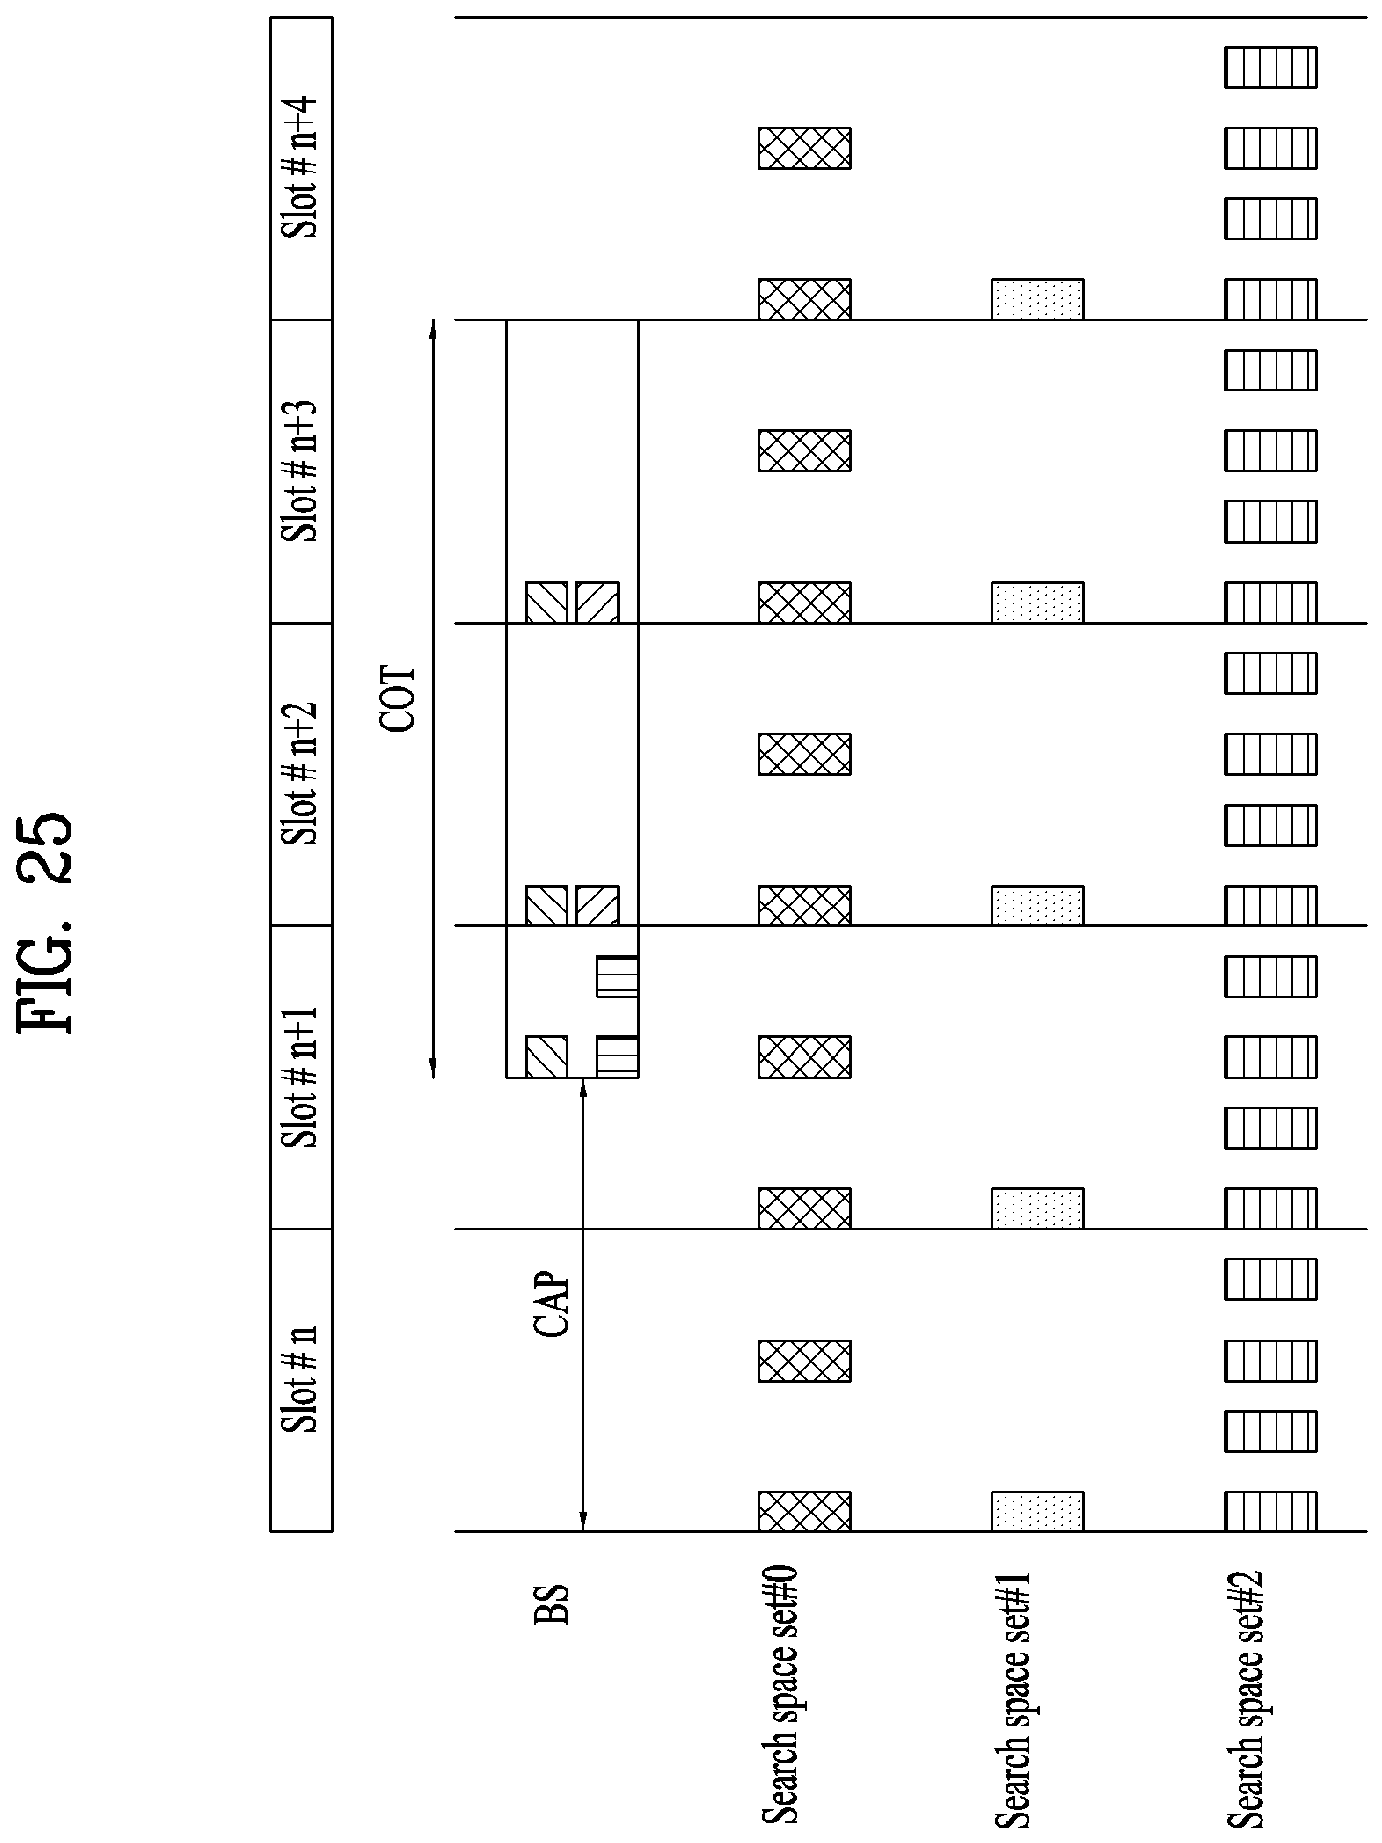 FIG. 25
Slot # n
Slot # n+1
Slot # n+2
Slot # n+3
Slot # n+4
COT
BS
CAP
Search space set#0
Search space set#1
Search space set#2